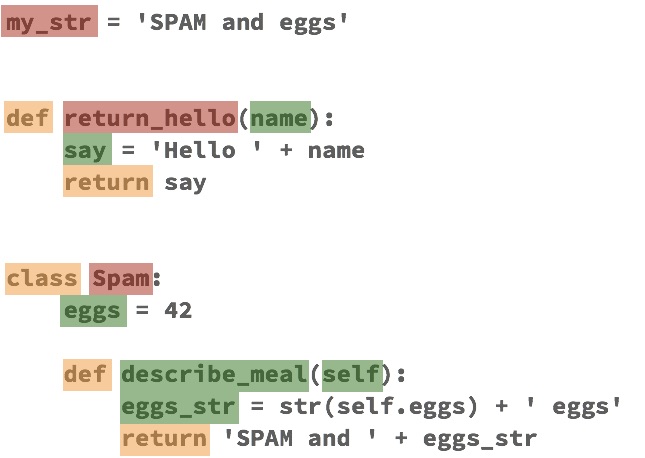 my_str = 'SPAM and eggs'
def return_hello(name):
    say = 'Hello ' + name
    return say
class Spam:
    eggs = 42
    def describe_meal(self):
        eggs_str = str(self.eggs) + ' eggs'
        return 'SPAM and ' + eggs_str